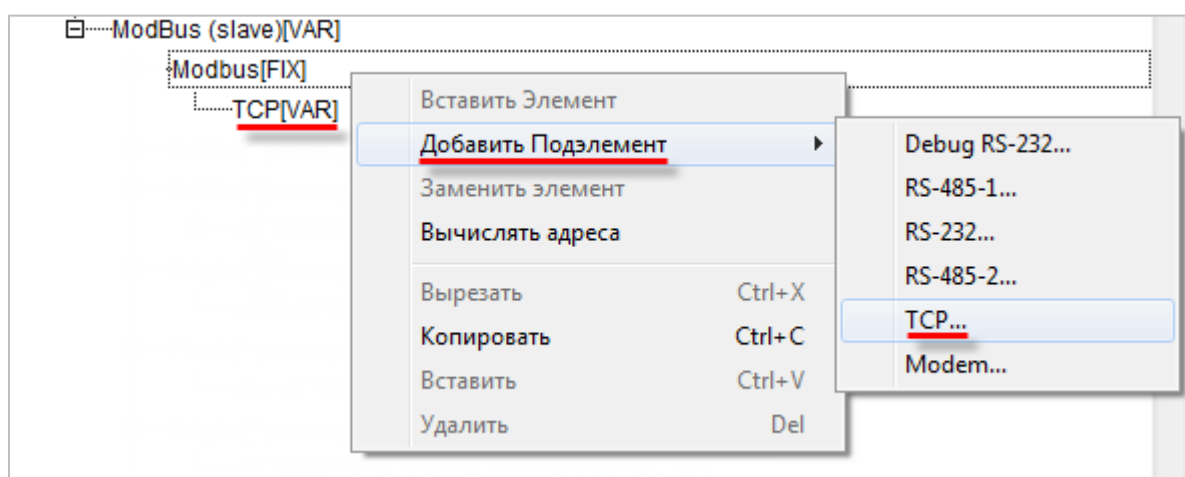 ModBus (slave)[VAR]
Modbus[FIX]
TCP[VAR]
Вставить Элемент
Добавить Подэлемент
Заменить элемент
Вычислять адреса
Вырезать Ctrl+X
Копировать Ctrl+C
Вставить Ctrl+V
Удалить Del
Debug RS-232...
RS-485-1...
RS-232...
RS-485-2...
TCP...
Modem...